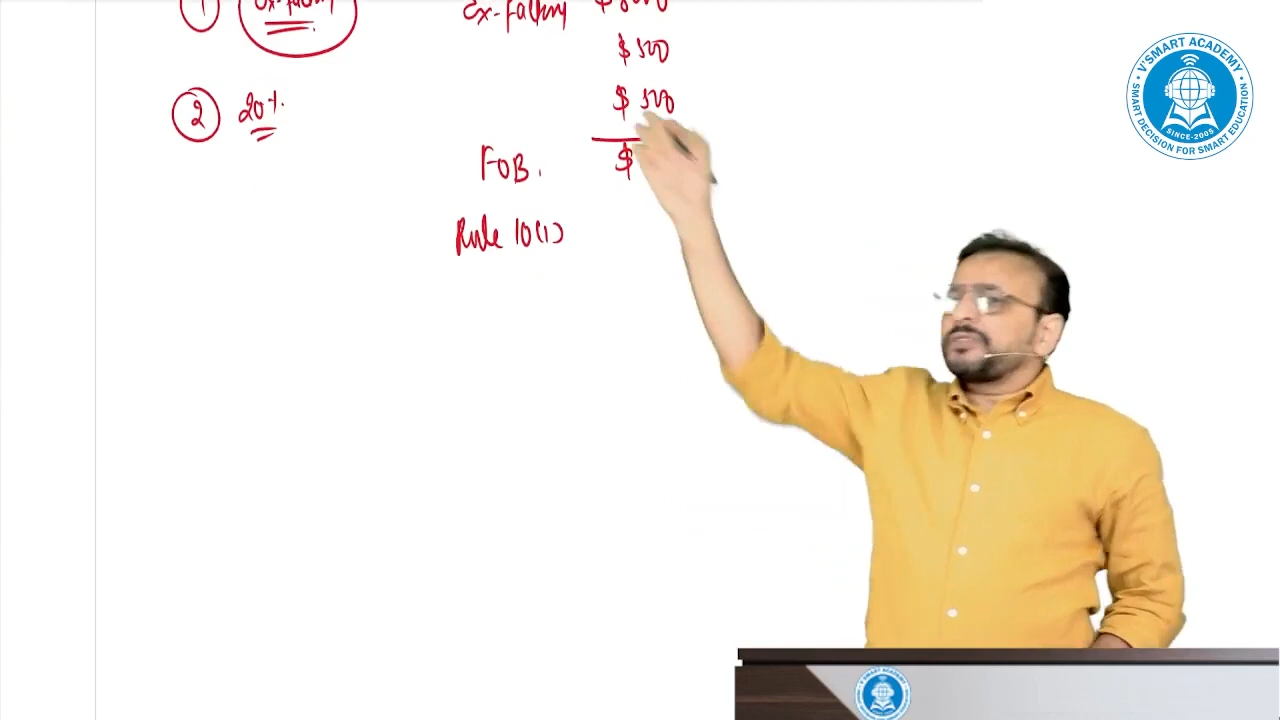 ① Ex-factory
Ex-factory
$ 500
② 20%
$ 500
FOB. $
Rule 10(1)
V'SMART ACADEMY
SMART DECISION FOR SMART EDUCATION
SINCE-2005